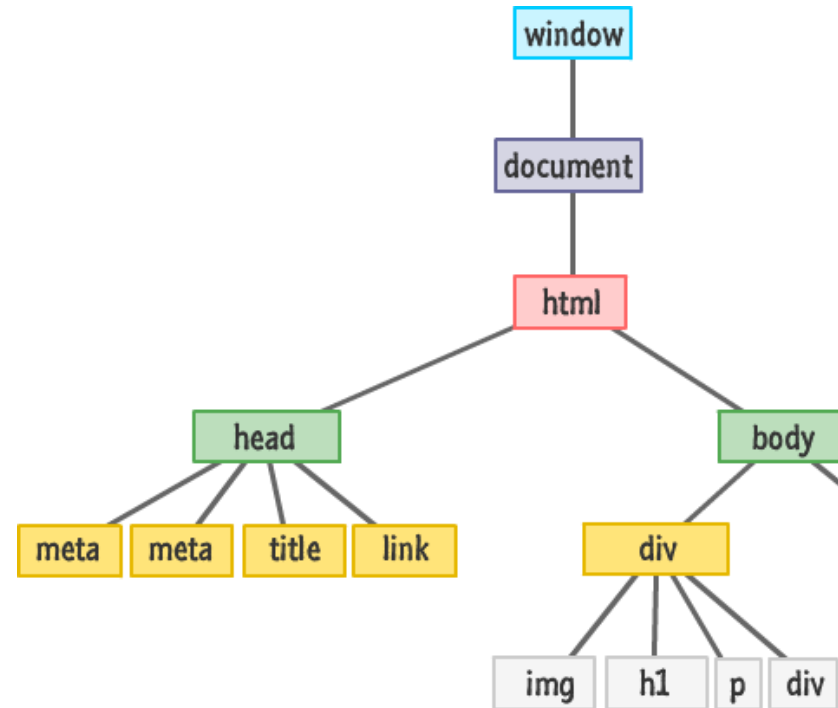 window
document
html
head
body
meta
meta
title
link
div
img
h1
p
div